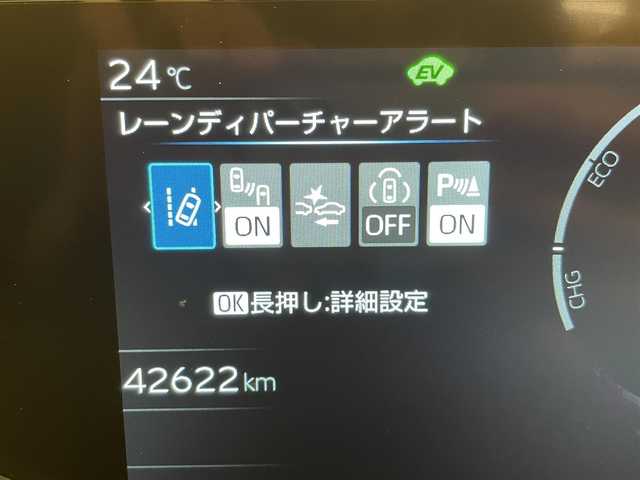 24℃
EV
レーンディパーチャーアラート
ON
OFF
P
ON
OK長押し:詳細設定
ECO
CHG
42622km